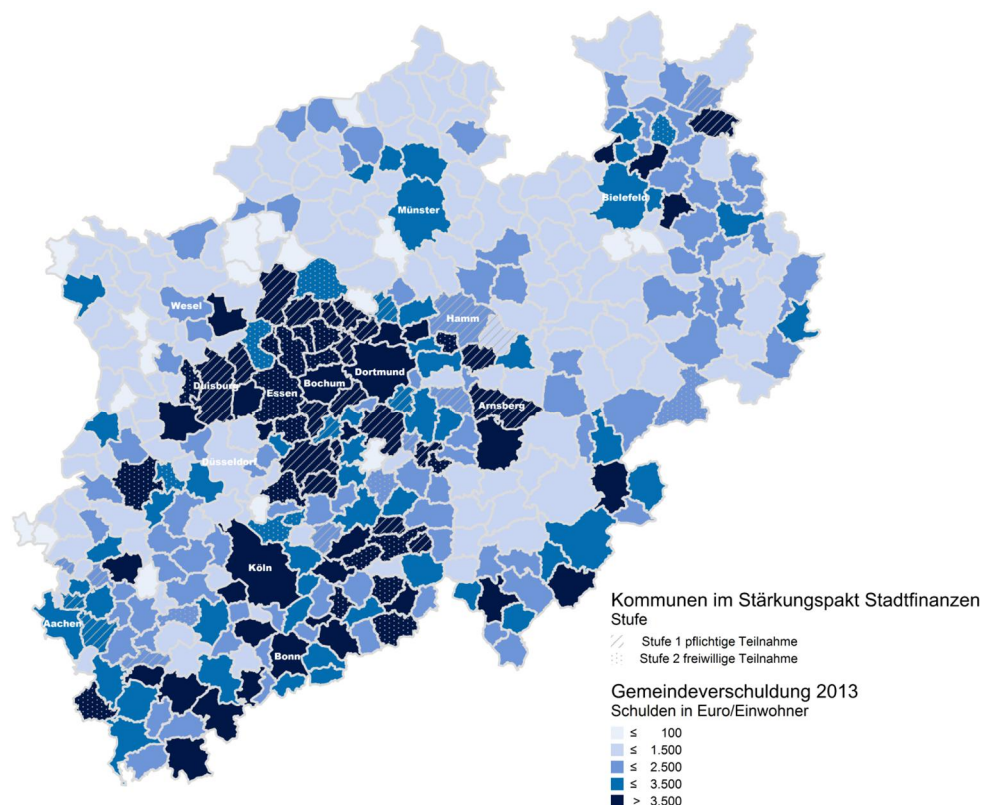 Münster
Bielefeld
Wesel
Hamm
Dortmund
Duisburg
Bochum
Essen
Arnsberg
Düsseldorf
Köln
Aachen
Bonn
Kommunen im Stärkungspakt Stadtfinanzen
Stufe
Stufe 1 pflichtige Teilnahme
Stufe 2 freiwillige Teilnahme
Gemeindeverschuldung 2013
Schulden in Euro/Einwohner
≤ 100
≤ 1.500
≤ 2.500
≤ 3.500
> 3.500